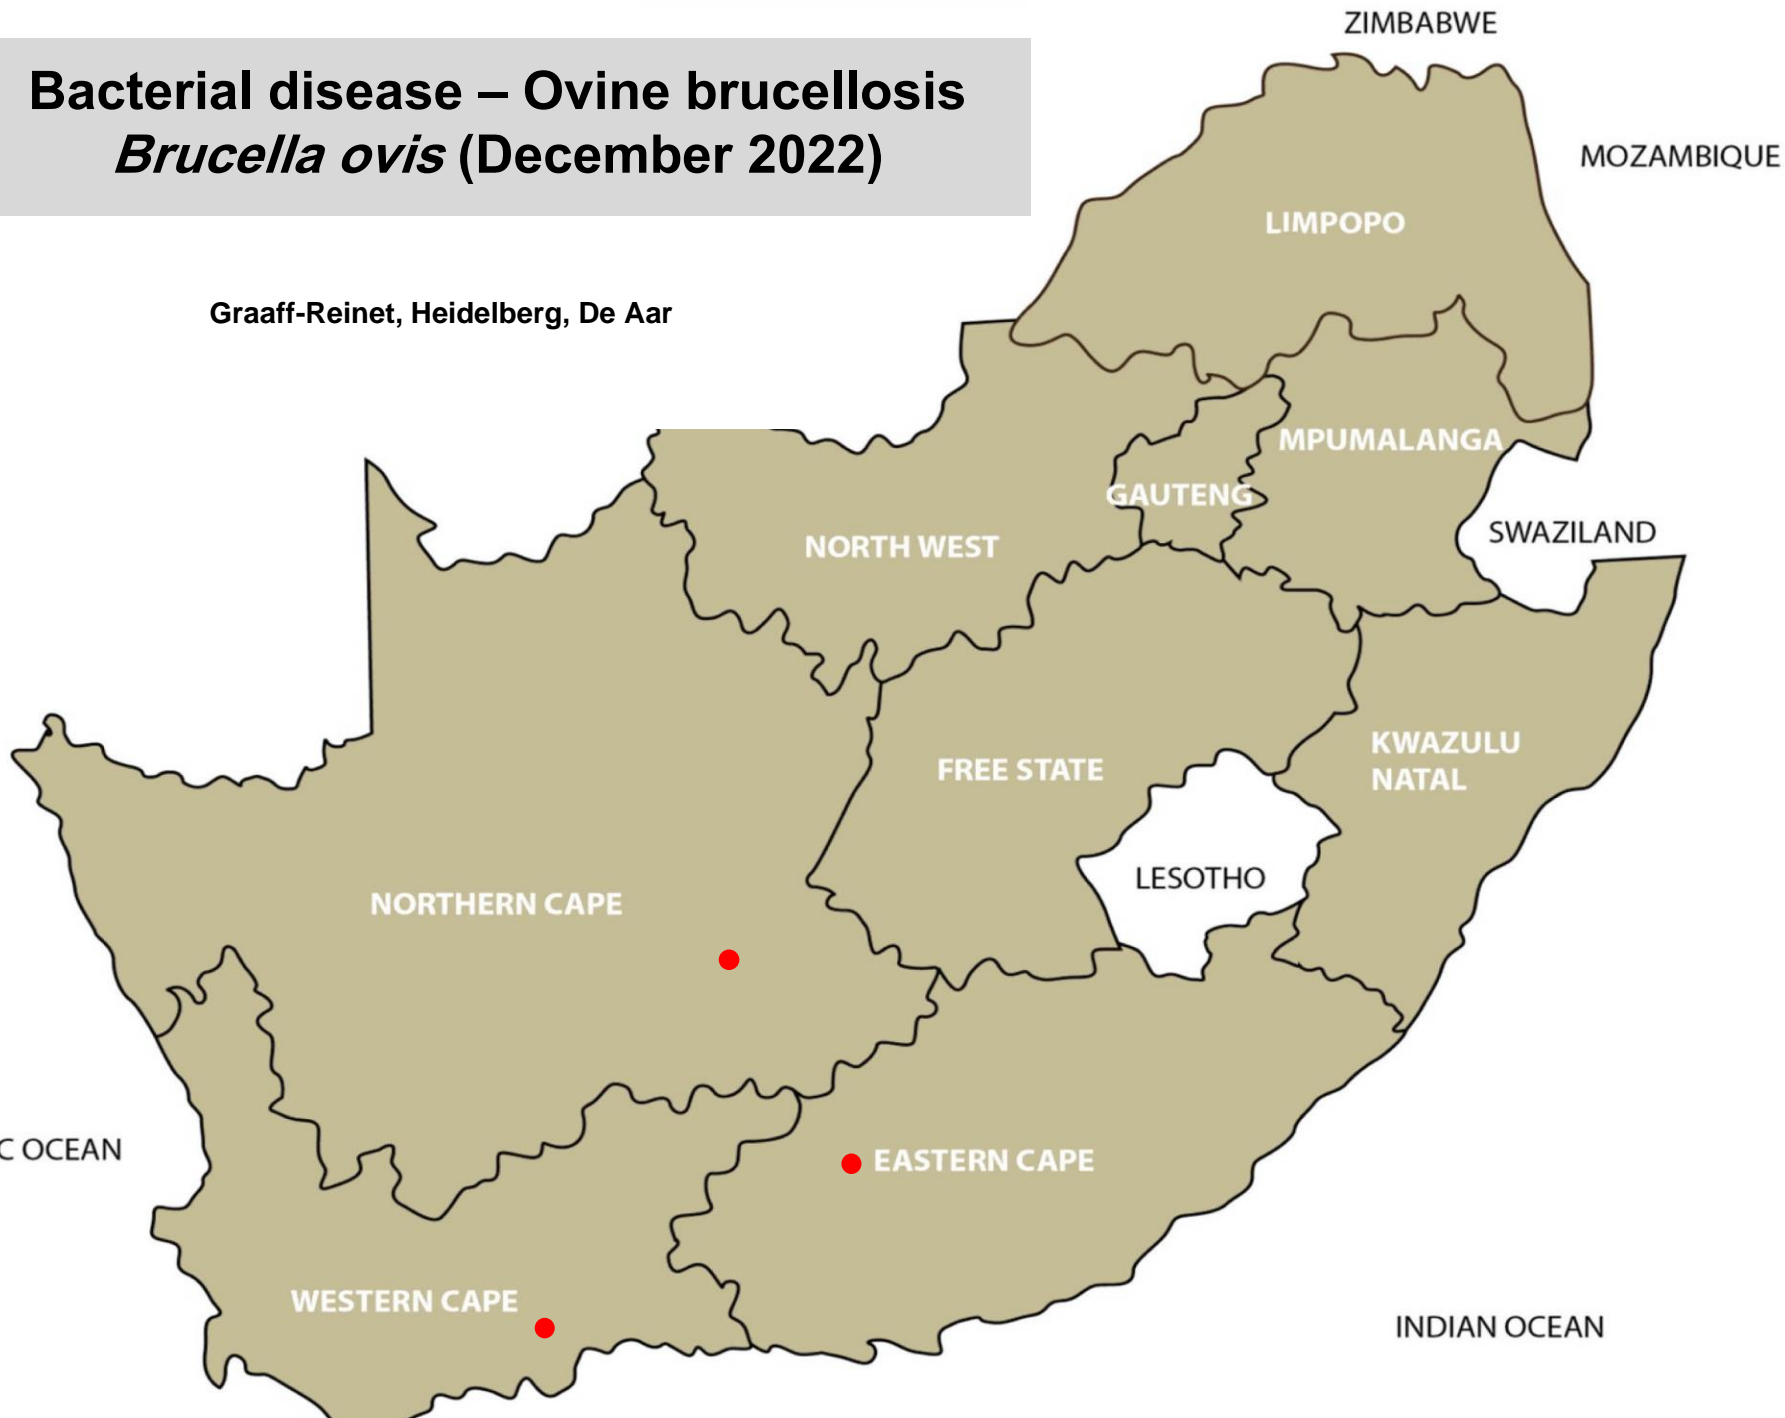 ZIMBABWE
Bacterial disease – Ovine brucellosis
Brucella ovis (December 2022)
MOZAMBIQUE
LIMPOPO
Graaff-Reinet, Heidelberg, De Aar
MPUMALANGA
GAUTENG
SWAZILAND
NORTH WEST
KWAZULU
NATAL
FREE STATE
LESOTHO
NORTHERN CAPE
C OCEAN
EASTERN CAPE
WESTERN CAPE
INDIAN OCEAN